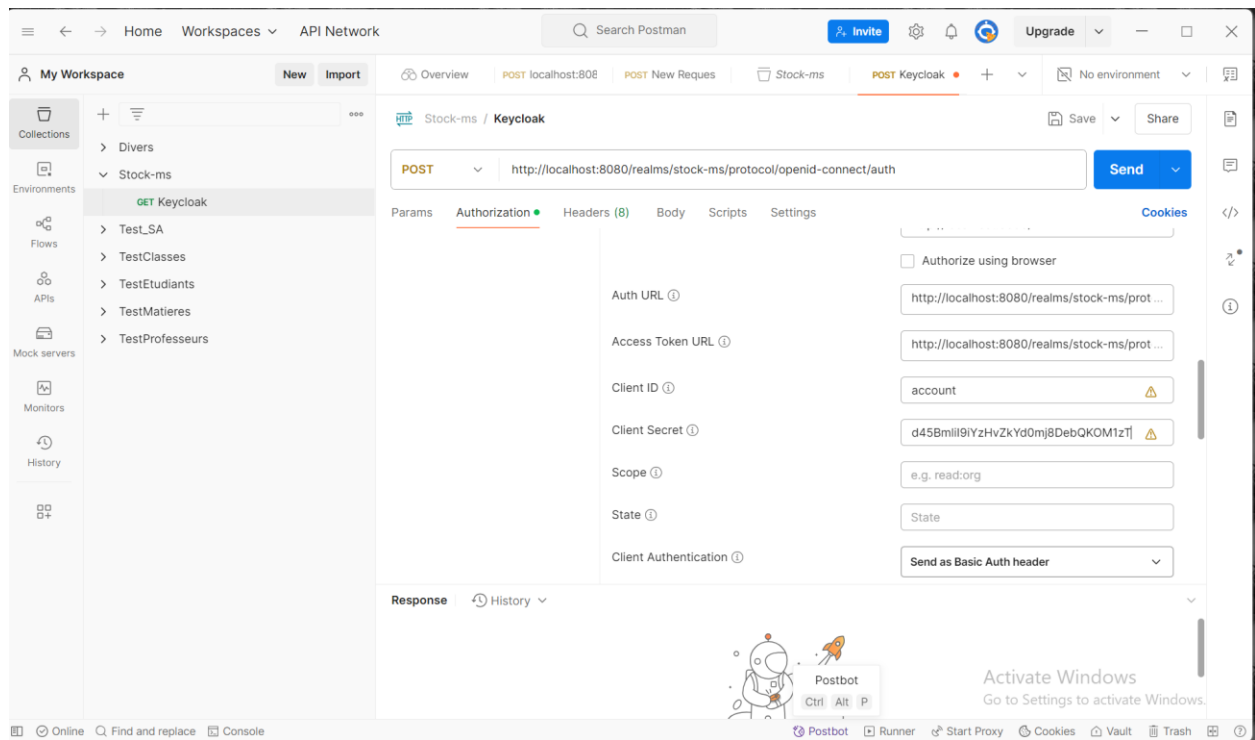 Home Workspaces API Network Search Postman Invite Upgrade
My Workspace New Import Overview POST localhost:808 POST New Reques Stock-ms POST Keycloak No environment
Collections
Environments
Flows
APIs
Mock servers
Monitors
History
Divers
Stock-ms
GET Keycloak
Test_SA
TestClasses
TestEtudiants
TestMatieres
TestProfesseurs
HTTP Stock-ms / Keycloak Save Share
POST http://localhost:8080/realms/stock-ms/protocol/openid-connect/auth Send
Params Authorization Headers (8) Body Scripts Settings Cookies
Authorize using browser
Auth URL http://localhost:8080/realms/stock-ms/prot ...
Access Token URL http://localhost:8080/realms/stock-ms/prot ...
Client ID account
Client Secret d45BmliI9iYzHvZkYd0mj8DebQKOM1zT
Scope e.g. read:org
State State
Client Authentication Send as Basic Auth header
Response History
Postbot
Ctrl Alt P
Activate Windows
Go to Settings to activate Windows.
Online Find and replace Console Postbot Runner Start Proxy Cookies Vault Trash